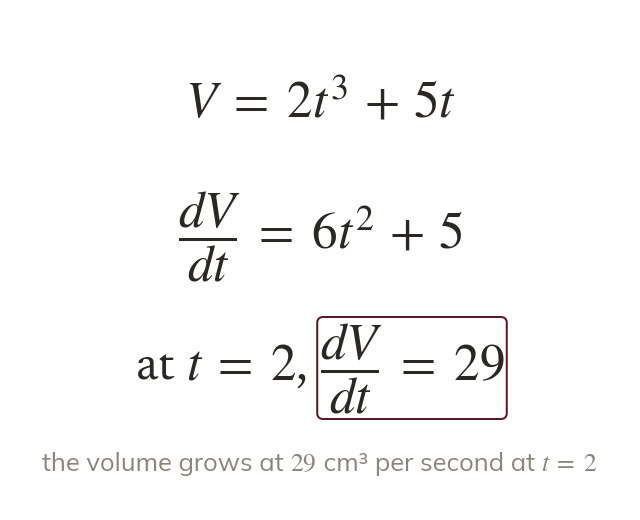 V = 2t³ + 5t
dV/dt = 6t² + 5
at t = 2, dV/dt = 29
the volume grows at 29 cm³ per second at t = 2